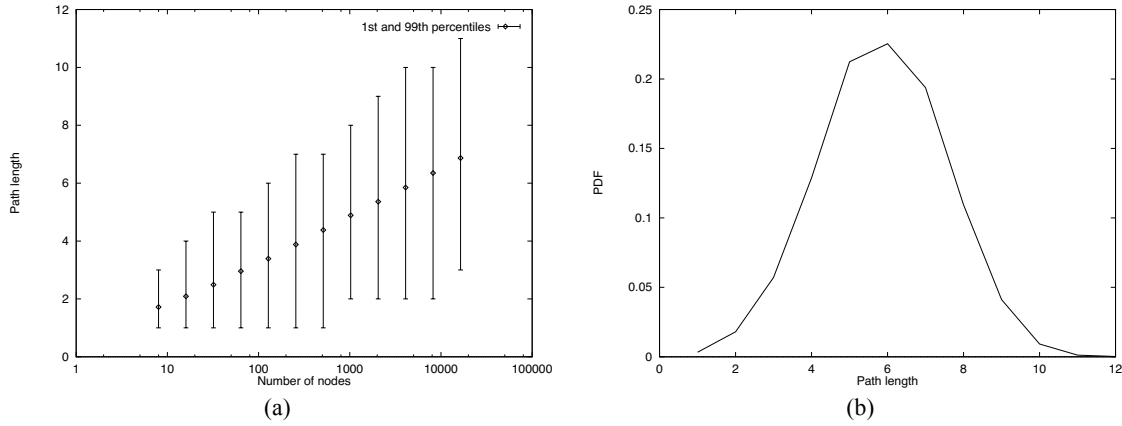 12
10
8
6
4
2
0
Path length
1st and 99th percentiles
1 10 100 1000 10000 100000
Number of nodes
(a)
0.25
0.2
0.15
0.1
0.05
0
PDF
0 2 4 6 8 10 12
Path length
(b)